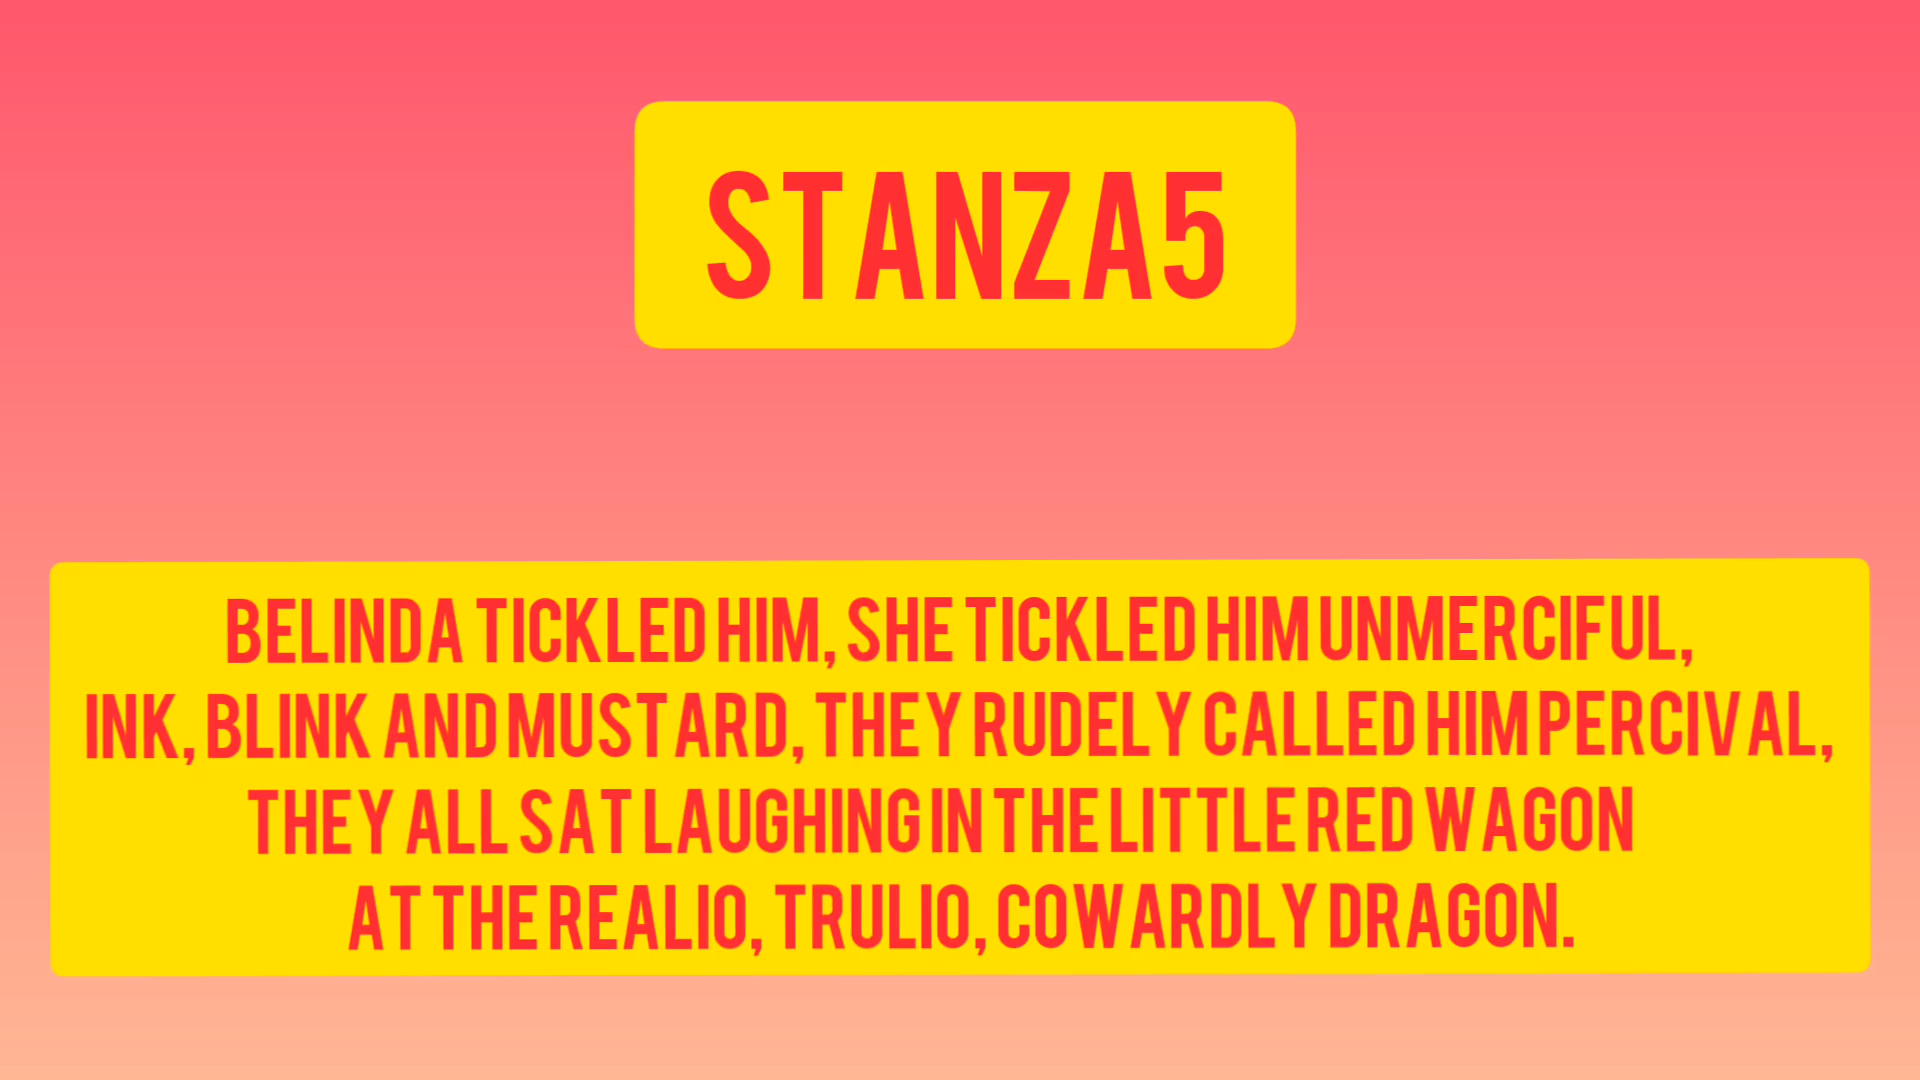 STANZA5
BELINDA TICKLED HIM, SHE TICKLED HIM UNMERCIFUL,
INK, BLINK AND MUSTARD, THEY RUDELY CALLED HIM PERCIVAL,
THEY ALL SAT LAUGHING IN THE LITTLE RED WAGON
AT THE REALIO, TRULIO, COWARDLY DRAGON.